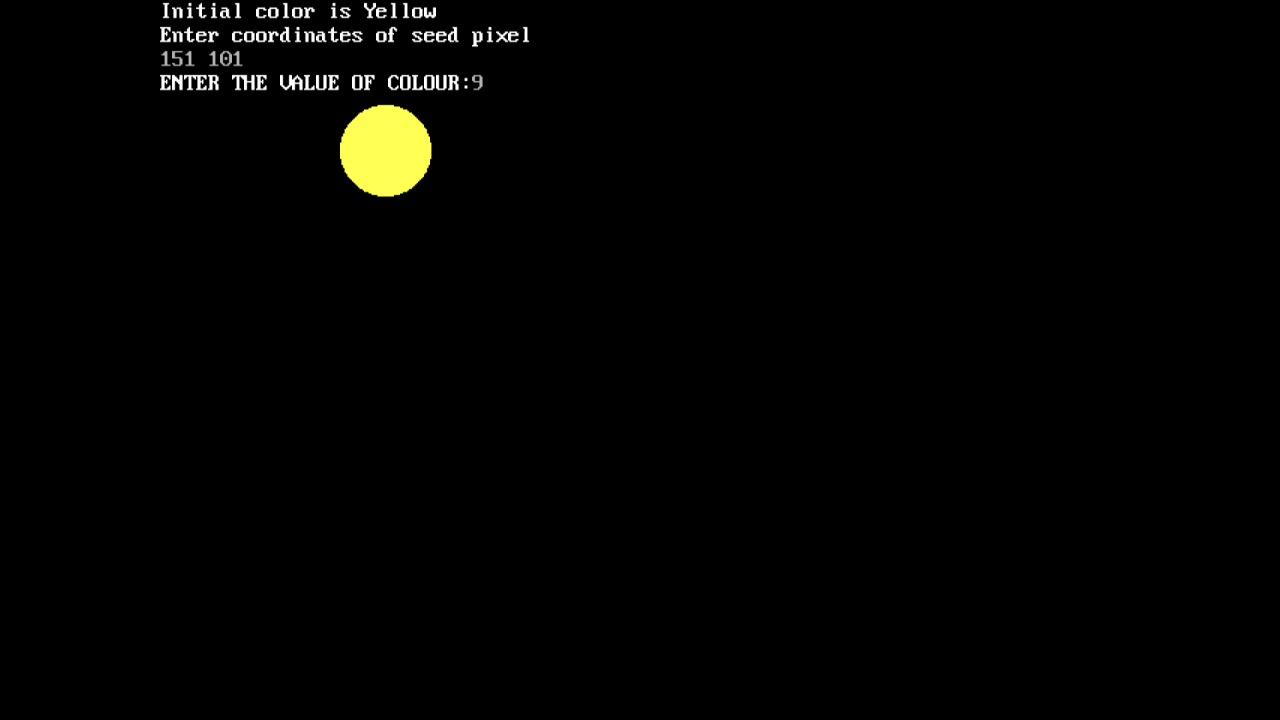 Initial color is Yellow
Enter coordinates of seed pixel
151 101
ENTER THE VALUE OF COLOUR:9